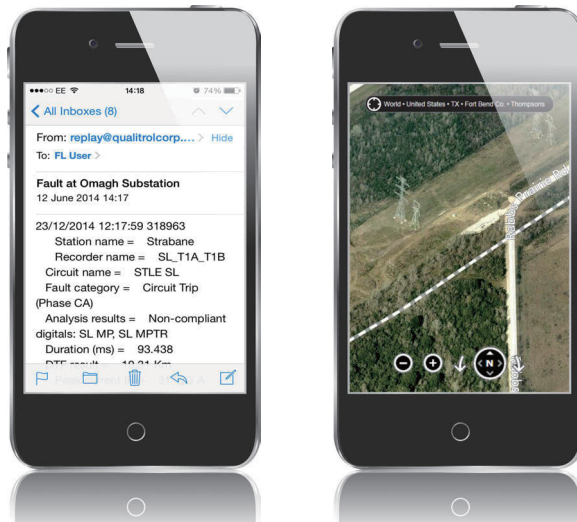 ●●●○○ EE 14:18 74%
All Inboxes (8)
From: replay@qualitrolcorp.... > Hide
To: FL User >
Fault at Omagh Substation
12 June 2014 14:17
23/12/2014 12:17:59 318963
Station name = Strabane
Recorder name = SL_T1A_T1B
Circuit name = STLE SL
Fault category = Circuit Trip
(Phase CA)
Analysis results = Non-compliant
digitals: SL MP, SL MPTR
Duration (ms) = 93.438
DTF result =
World • United States • TX • Fort Bend Co. • Thompsons
N